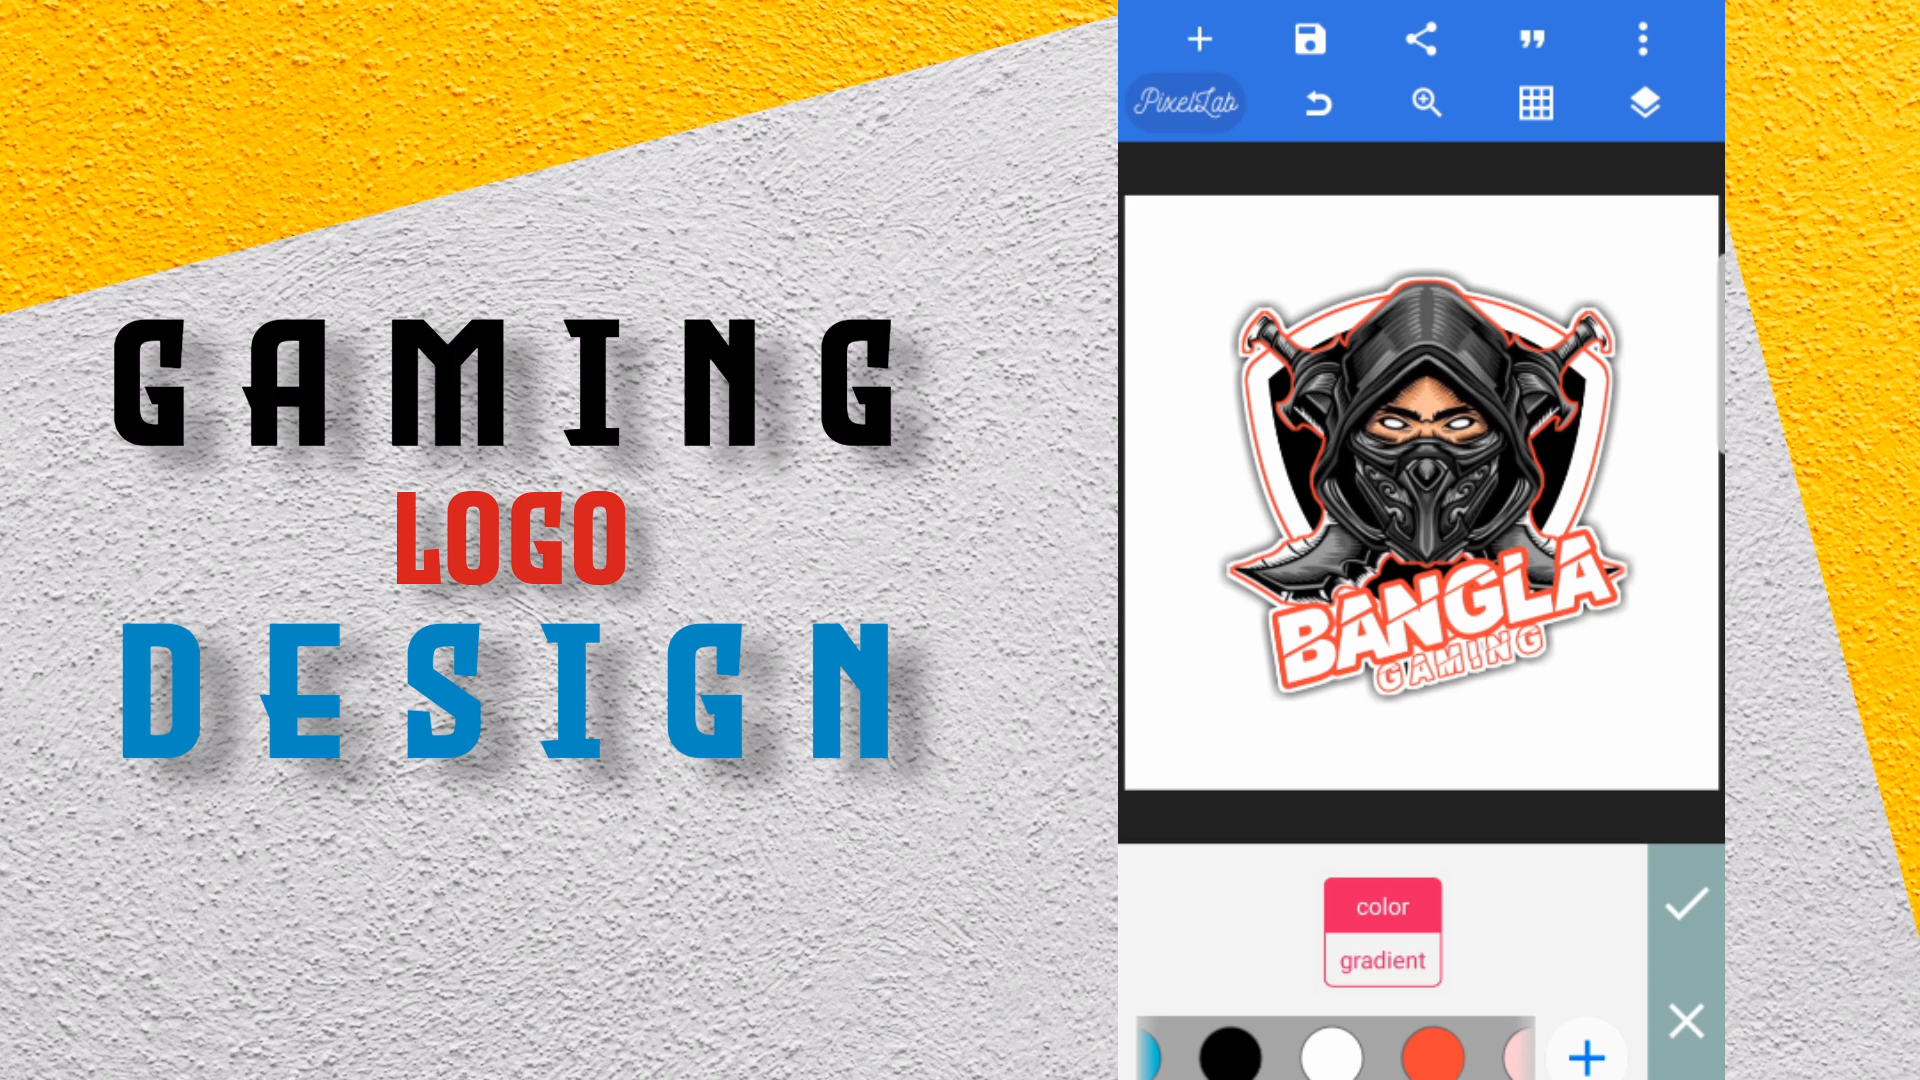 GAMING
LOGO
DESIGN
PixelLab
BANGLA
GAMING
color
gradient